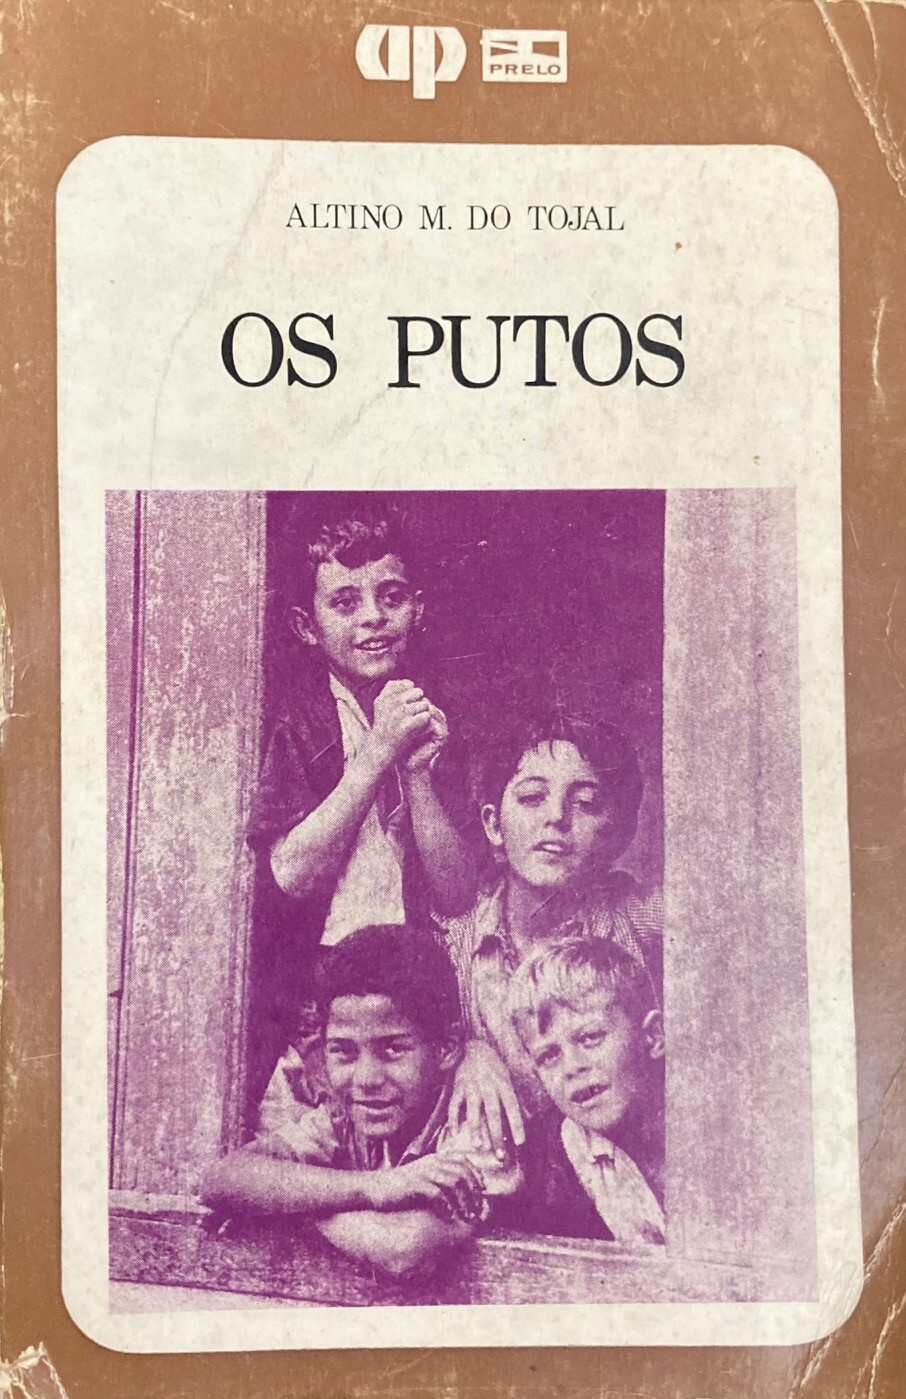 ap PRELO
ALTINO M. DO TOJAL
OS PUTOS